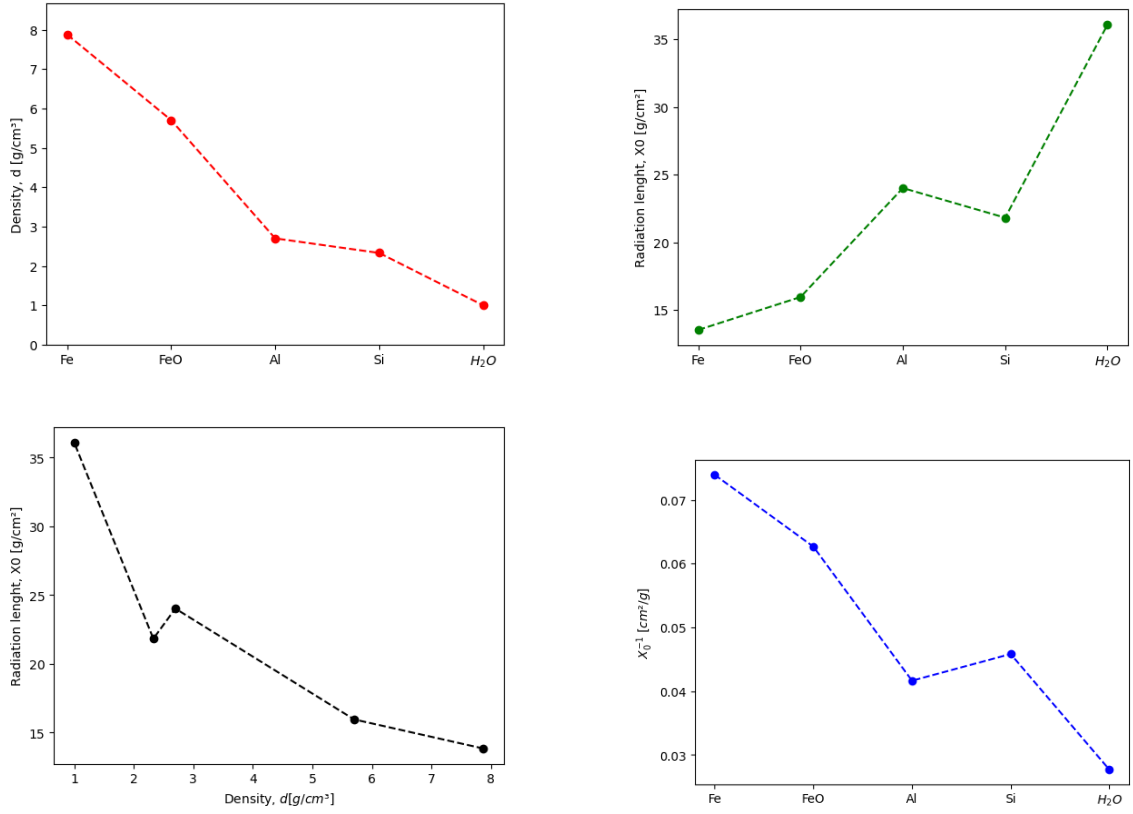 Density, d [g/cm³]
8
7
6
5
4
3
2
1
0
Fe FeO Al Si H₂O
Radiation lenght, X0 [g/cm²]
35
30
25
20
15
Fe FeO Al Si H₂O
Radiation lenght, X0 [g/cm²]
35
30
25
20
15
1 2 3 4 5 6 7 8
Density, d[g/cm³]
X₀⁻¹ [cm²/g]
0.07
0.06
0.05
0.04
0.03
Fe FeO Al Si H₂O